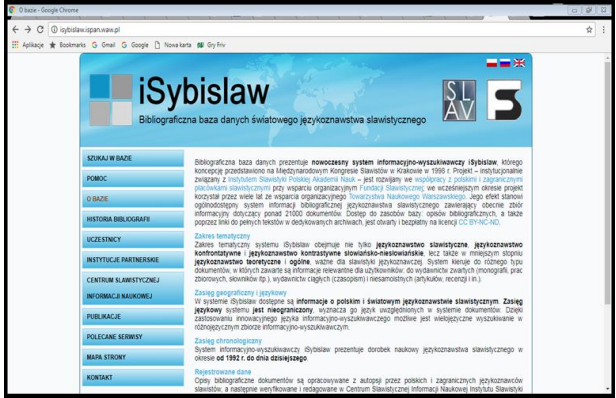 O bazie - Google Chrome
isybislaw.ispan.waw.pl
Aplikacje Bookmarks Gmail Google Nowa karta Gry Friv
iSybislaw
Bibliograficzna baza danych światowego językoznawstwa slawistycznego
SL
AV
SZUKAJ W BAZIE
POMOC
O BAZIE
HISTORIA BIBLIOGRAFII
UCZESTNICY
INSTYTUCJE PARTNERSKIE
CENTRUM SLAWISTYCZNEJ
INFORMACJI NAUKOWEJ
PUBLIKACJE
POLECANE SERWISY
MAPA STRONY
KONTAKT
Bibliograficzna baza danych prezentuje nowoczesny system informacyjno-wyszukiwawczy iSybislaw, którego
koncepcję przedstawiono na Międzynarodowym Kongresie Slawistów w Krakowie w 1998 r. Projekt – instytucjonalnie
związany z Instytutem Slawistyki Polskiej Akademii Nauk – jest rozwijany we współpracy z polskimi i zagranicznymi
placówkami slawistycznymi przy wsparciu organizacyjnym Fundacji Slawistycznej; we wcześniejszym okresie projekt
korzystał przez wiele lat ze wsparcia organizacyjnego Towarzystwa Naukowego Warszawskiego. Jego efekt stanowi
ogólnodostępny system informacji bibliograficznej językoznawstwa slawistycznego zawierający obecnie zbiór
informacyjny dotyczący ponad 21000 dokumentów. Dostęp do zasobów bazy: opisów bibliograficznych, a także
poprzez linki do pełnych tekstów w dedykowanych archiwach, jest otwarty i bezpłatny na licencji CC BY-NC-ND.
Zakres tematyczny
Zakres tematyczny systemu iSybislaw obejmuje nie tylko językoznawstwo slawistyczne, językoznawstwo
konfrontatywne i językoznawstwo kontrastywne słowiańsko-niesłowiańskie, lecz także w mniejszym stopniu
językoznawstwo teoretyczne i ogólne, ważne dla slawistyki językoznawczej. System kieruje do różnego typu
dokumentów, w których zawarte są informacje relewantne dla użytkowników: do wydawnictw zwartych (monografii, prac
zbiorowych, słowników itp.), wydawnictw ciągłych (czasopism) i niesamoistnych (artykułów, recenzji i in.).
Zasięg geograficzny i językowy
W systemie iSybislaw dostępne są informacje o polskim i światowym językoznawstwie slawistycznym. Zasięg
językowy systemu jest nieograniczony, wyznacza go język uwzględnionych w systemie dokumentów. Dzięki
zastosowaniu innowacyjnego języka informacyjno-wyszukiwawczego możliwe jest wielojęzyczne wyszukiwanie w
różnojęzycznym zbiorze informacyjno-wyszukiwawczym.
Zasięg chronologiczny
System informacyjno-wyszukiwawczy iSybislaw prezentuje dorobek naukowy językoznawstwa slawistycznego w
okresie od 1992 r. do dnia dzisiejszego.
Rejestrowane dane
Opisy bibliograficzne dokumentów są opracowywane z autopsji przez polskich i zagranicznych językoznawców
slawistów, a następnie weryfikowane i redagowane w Centrum Slawistycznej Informacji Naukowej Instytutu Slawistyki